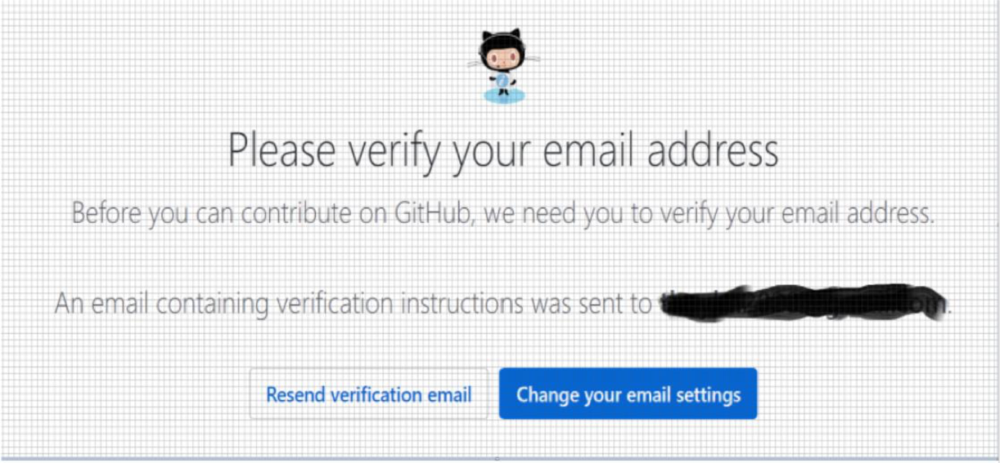 Please verify your email address
Before you can contribute on GitHub, we need you to verify your email address.
An email containing verification instructions was sent to
Resend verification email
Change your email settings